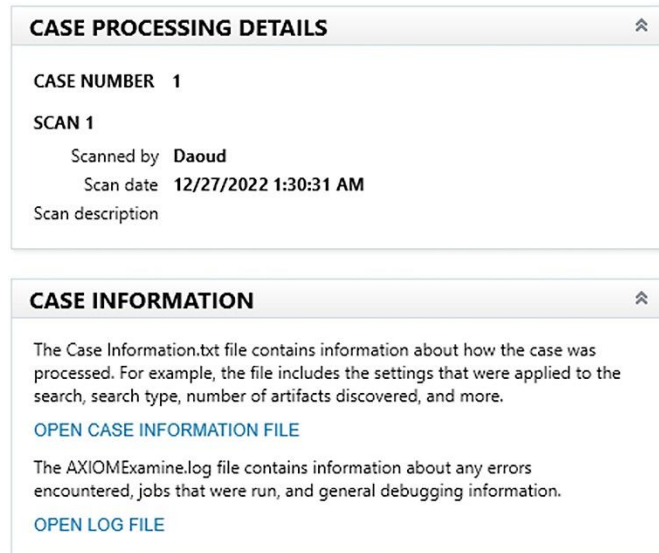 CASE PROCESSING DETAILS
CASE NUMBER 1
SCAN 1
Scanned by Daoud
Scan date 12/27/2022 1:30:31 AM
Scan description
CASE INFORMATION
The Case Information.txt file contains information about how the case was
processed. For example, the file includes the settings that were applied to the
search, search type, number of artifacts discovered, and more.
OPEN CASE INFORMATION FILE
The AXIOMExamine.log file contains information about any errors
encountered, jobs that were run, and general debugging information.
OPEN LOG FILE